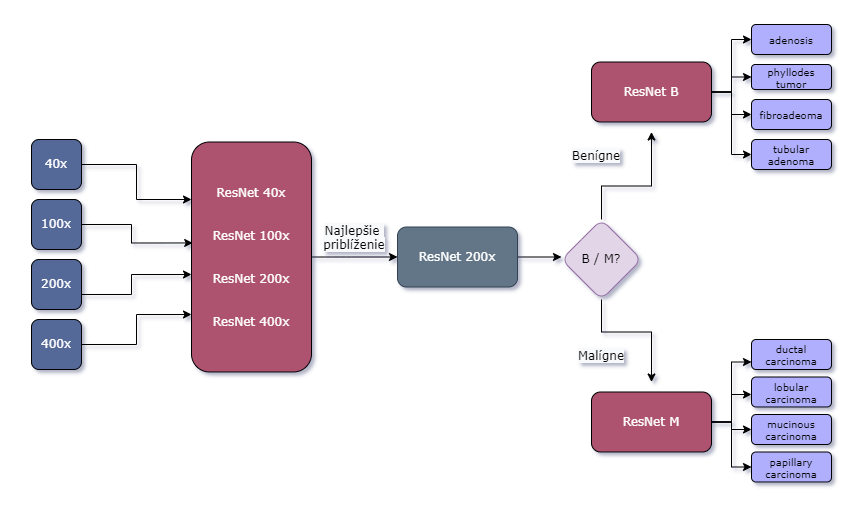 40x
100x
200x
400x
ResNet 40x
ResNet 100x
ResNet 200x
ResNet 400x
Najlepšie
priblíženie
ResNet 200x
B / M?
Benígne
Malígne
ResNet B
adenosis
phyllodes
tumor
fibroadeoma
tubular
adenoma
ResNet M
ductal
carcinoma
lobular
carcinoma
mucinous
carcinoma
papillary
carcinoma